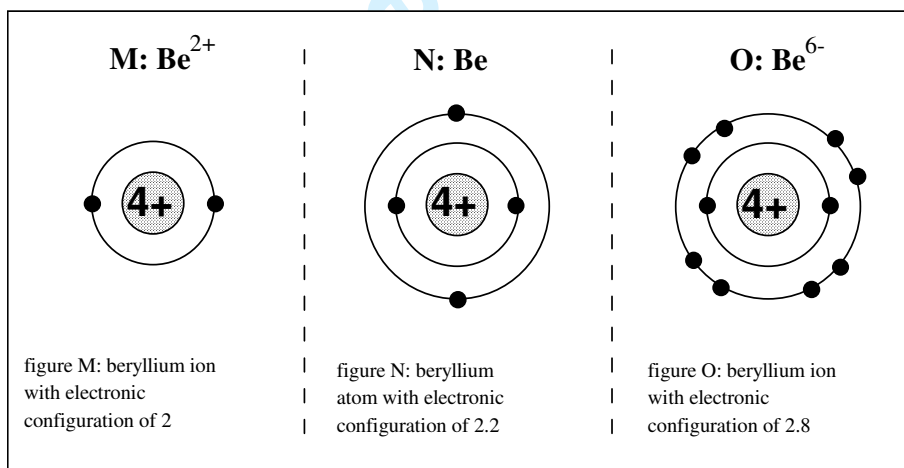 M: Be2+
N: Be
O: Be6-
4+
4+
4+
figure M: beryllium ion
with electronic
configuration of 2
figure N: beryllium
atom with electronic
configuration of 2.2
figure O: beryllium ion
with electronic
configuration of 2.8